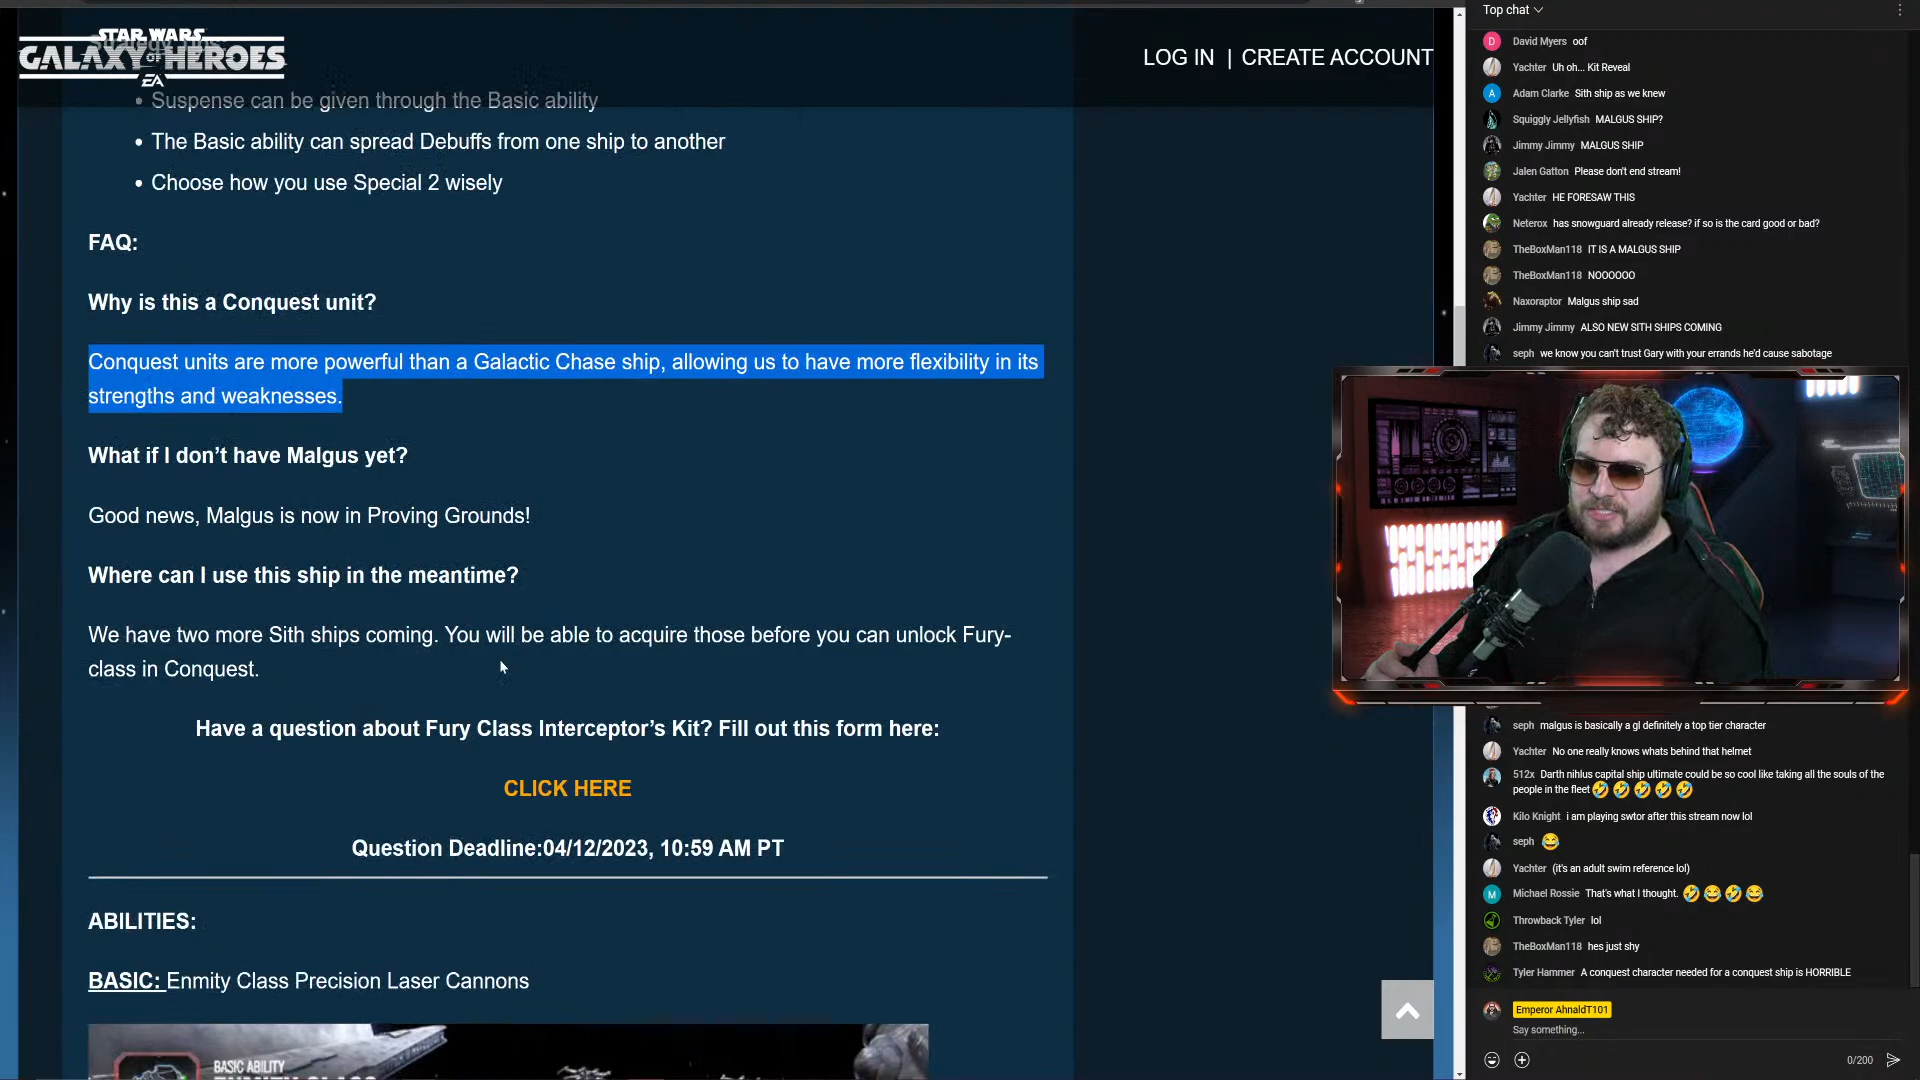 STAR WARS
GALAXY OF HEROES
EA
LOG IN | CREATE ACCOUNT
• Suspense can be given through the Basic ability
• The Basic ability can spread Debuffs from one ship to another
• Choose how you use Special 2 wisely
FAQ:
Why is this a Conquest unit?
Conquest units are more powerful than a Galactic Chase ship, allowing us to have more flexibility in its
strengths and weaknesses.
What if I don’t have Malgus yet?
Good news, Malgus is now in Proving Grounds!
Where can I use this ship in the meantime?
We have two more Sith ships coming. You will be able to acquire those before you can unlock Fury-
class in Conquest.
Have a question about Fury Class Interceptor’s Kit? Fill out this form here:
CLICK HERE
Question Deadline:04/12/2023, 10:59 AM PT
ABILITIES:
BASIC: Enmity Class Precision Laser Cannons
BASIC ABILITY
ENMITY CLASS
Top chat
D David Myers oof
Yachter Uh oh... Kit Reveal
A Adam Clarke Sith ship as we knew
Squiggly Jellyfish MALGUS SHIP?
Jimmy Jimmy MALGUS SHIP
Jalen Gatton Please don't end stream!
Yachter HE FORESAW THIS
Neterox has snowguard already release? if so is the card good or bad?
TheBoxMan118 IT IS A MALGUS SHIP
TheBoxMan118 NOOOOOO
Naxoraptor Malgus ship sad
Jimmy Jimmy ALSO NEW SITH SHIPS COMING
seph we know you can't trust Gary with your errands he'd cause sabotage
seph malgus is basically a gl definitely a top tier character
Yachter No one really knows whats behind that helmet
512x Darth nihlus capital ship ultimate could be so cool like taking all the souls of the
people in the fleet 🤣🤣🤣🤣🤣
Kilo Knight i am playing swtor after this stream now lol
seph 😂
Yachter (it's an adult swim reference lol)
M Michael Rossie That's what I thought. 🤣😂🤣😂
Throwback Tyler lol
TheBoxMan118 hes just shy
Tyler Hammer A conquest character needed for a conquest ship is HORRIBLE
Emperor AhnaldT101
Say something...
0/200